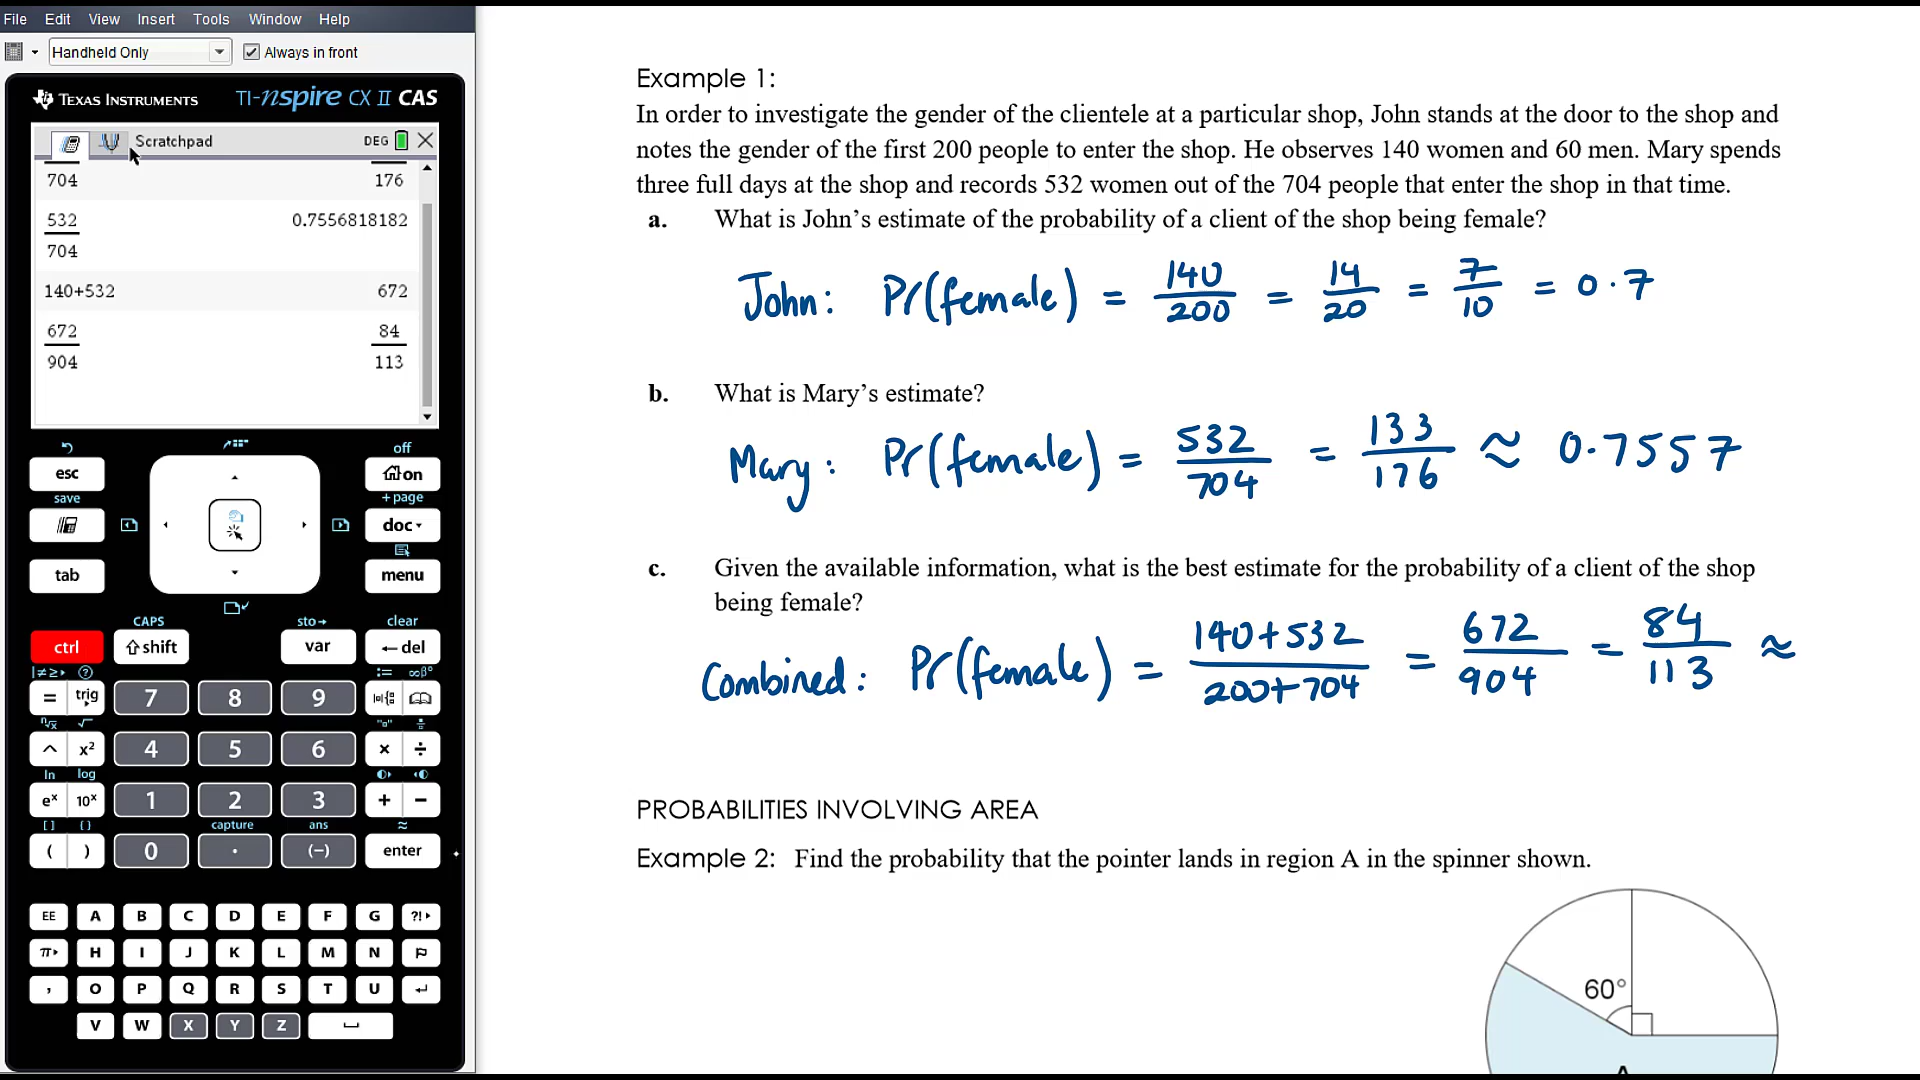 File Edit View Insert Tools Window Help
Handheld Only Always in front
TEXAS INSTRUMENTS TI-nspire CX II CAS
Scratchpad DEG
704 176
532 0.7556818182
704
140+532 672
672 84
904 113
off
esc on
save + page
doc
tab menu
CAPS sto→ clear
ctrl shift var del
= trig 7 8 9
^ x² 4 5 6 × ÷
ln log
eˣ 10ˣ 1 2 3 + −
[ ] { } capture ans ≈
( ) 0 . (−) enter
EE A B C D E F G ?!
π H I J K L M N
, O P Q R S T U
V W X Y Z
Example 1:
In order to investigate the gender of the clientele at a particular shop, John stands at the door to the shop and
notes the gender of the first 200 people to enter the shop. He observes 140 women and 60 men. Mary spends
three full days at the shop and records 532 women out of the 704 people that enter the shop in that time.
a. What is John's estimate of the probability of a client of the shop being female?
John: Pr(female) = 140/200 = 14/20 = 7/10 = 0.7
b. What is Mary's estimate?
Mary: Pr(female) = 532/704 = 133/176 ≈ 0.7557
c. Given the available information, what is the best estimate for the probability of a client of the shop
being female?
Combined: Pr(female) = 140+532/200+704 = 672/904 = 84/113 ≈
PROBABILITIES INVOLVING AREA
Example 2: Find the probability that the pointer lands in region A in the spinner shown.
60°